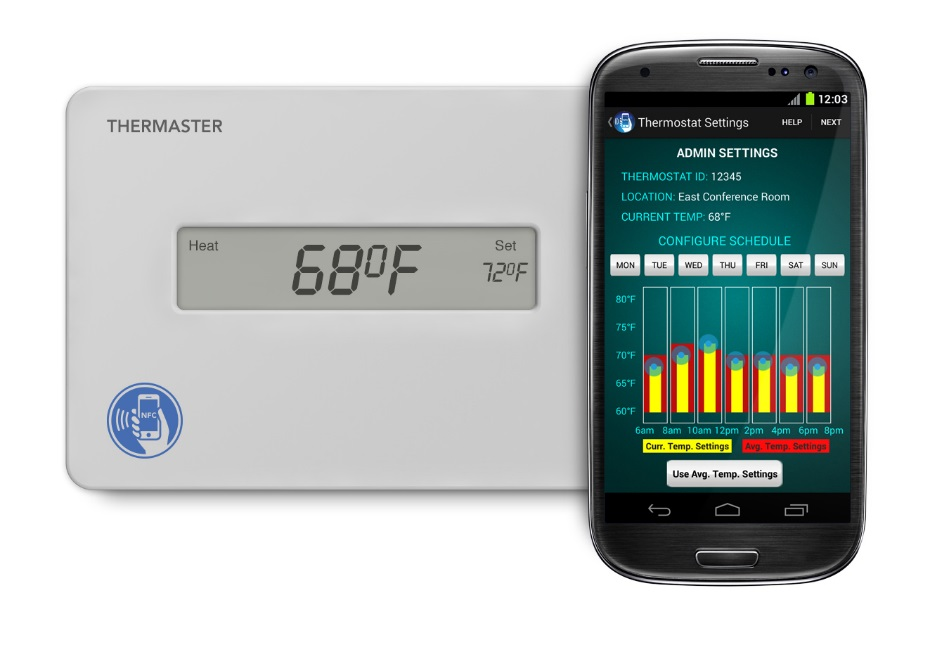 THERMASTER
Heat
68°F
Set
72°F
NFC
12:03
Thermostat Settings HELP NEXT
ADMIN SETTINGS
THERMOSTAT ID: 12345
LOCATION: East Conference Room
CURRENT TEMP: 68°F
CONFIGURE SCHEDULE
MON TUE WED THU FRI SAT SUN
80°F
75°F
70°F
65°F
60°F
6am 8am 10am 12pm 2pm 4pm 6pm 8pm
Curr. Temp. Settings Avg. Temp. Settings
Use Avg. Temp. Settings